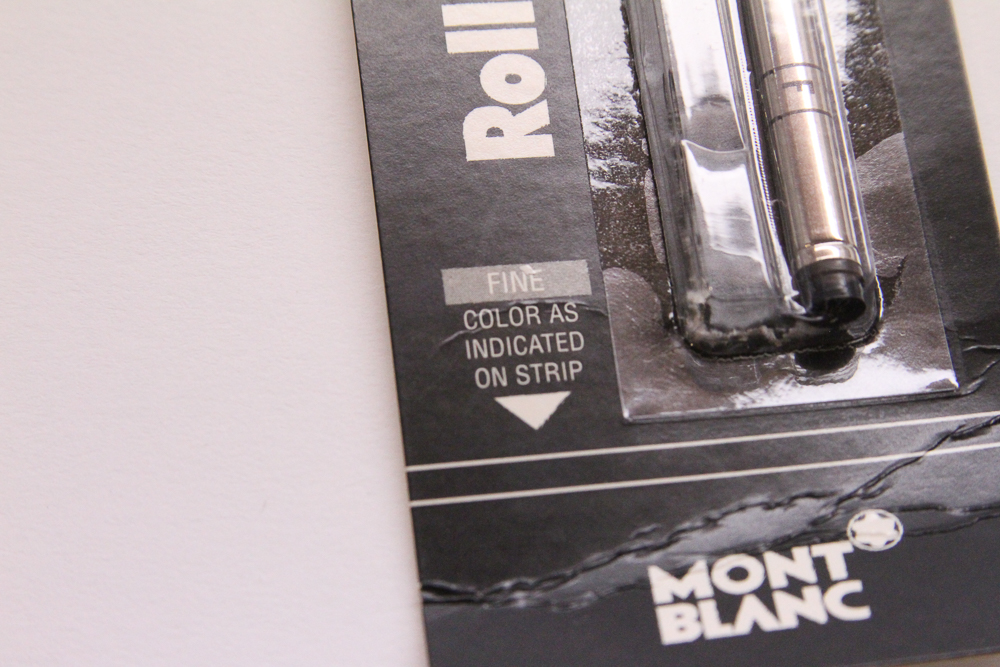 Roll
F
FINE
COLOR AS
INDICATED
ON STRIP
MONT
BLANC